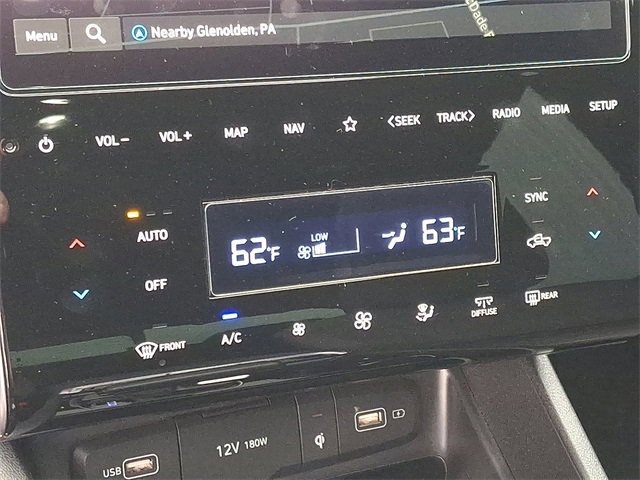 Menu
Nearby Glenolden, PA
VOL−
VOL+
MAP
NAV
<SEEK
TRACK>
RADIO
MEDIA
SETUP
AUTO
62°F
LOW
63°F
SYNC
OFF
A/C
FRONT
DIFFUSE
REAR
USB
12V 180W